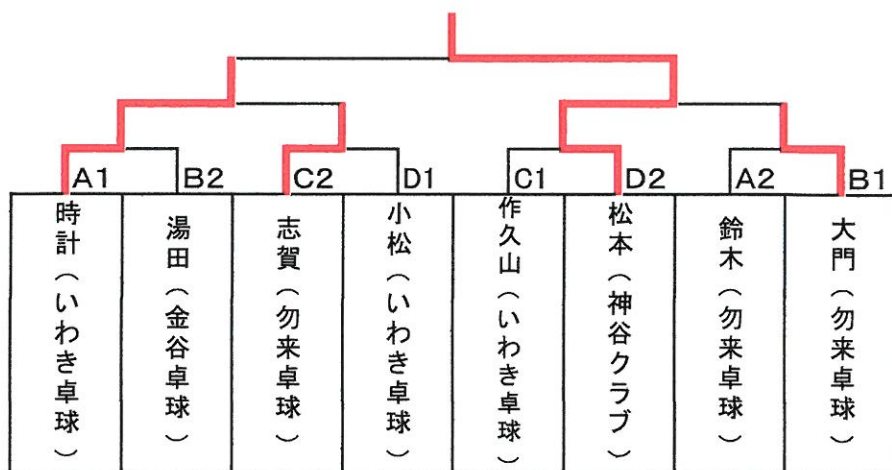 A1
B2
C2
D1
C1
D2
A2
B1
時計（いわき卓球）
湯田（金谷卓球）
志賀（勿来卓球）
小松（いわき卓球）
作久山（いわき卓球）
松本（神谷クラブ）
鈴木（勿来卓球）
大門（勿来卓球）